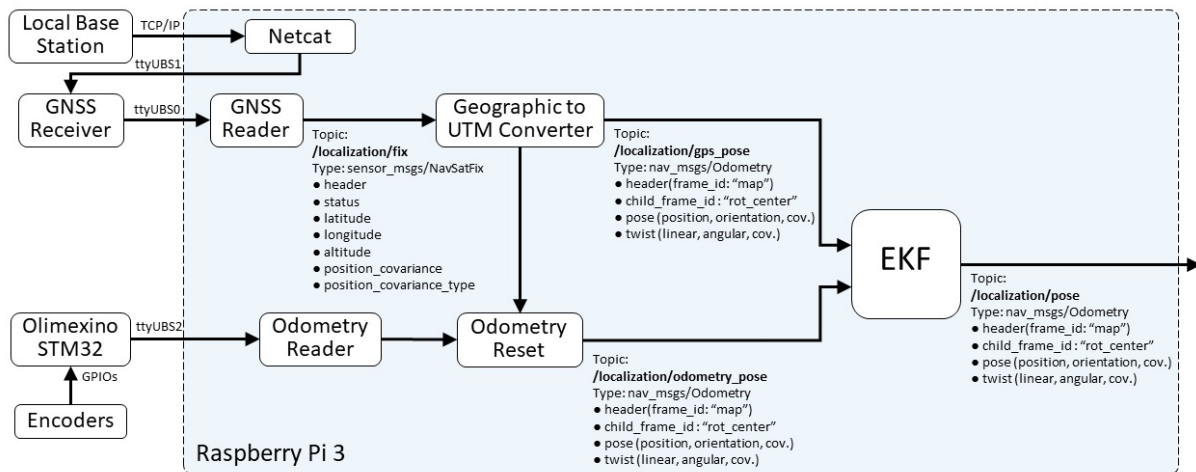 Local Base
Station
TCP/IP
Netcat
ttyUBS1
GNSS
Receiver
ttyUBS0
GNSS
Reader
Geographic to
UTM Converter
Topic:
/localization/fix
Type: sensor_msgs/NavSatFix
● header
● status
● latitude
● longitude
● altitude
● position_covariance
● position_covariance_type
Topic:
/localization/gps_pose
Type: nav_msgs/Odometry
● header(frame_id: “map”)
● child_frame_id : “rot_center”
● pose (position, orientation, cov.)
● twist (linear, angular, cov.)
EKF
Topic:
/localization/pose
Type: nav_msgs/Odometry
● header(frame_id: “map”)
● child_frame_id : “rot_center”
● pose (position, orientation, cov.)
● twist (linear, angular, cov.)
Olimexino
STM32
ttyUBS2
Odometry
Reader
Odometry
Reset
GPIOs
Encoders
Topic:
/localization/odometry_pose
Type: nav_msgs/Odometry
● header(frame_id: “map”)
● child_frame_id : “rot_center”
● pose (position, orientation, cov.)
● twist (linear, angular, cov.)
Raspberry Pi 3